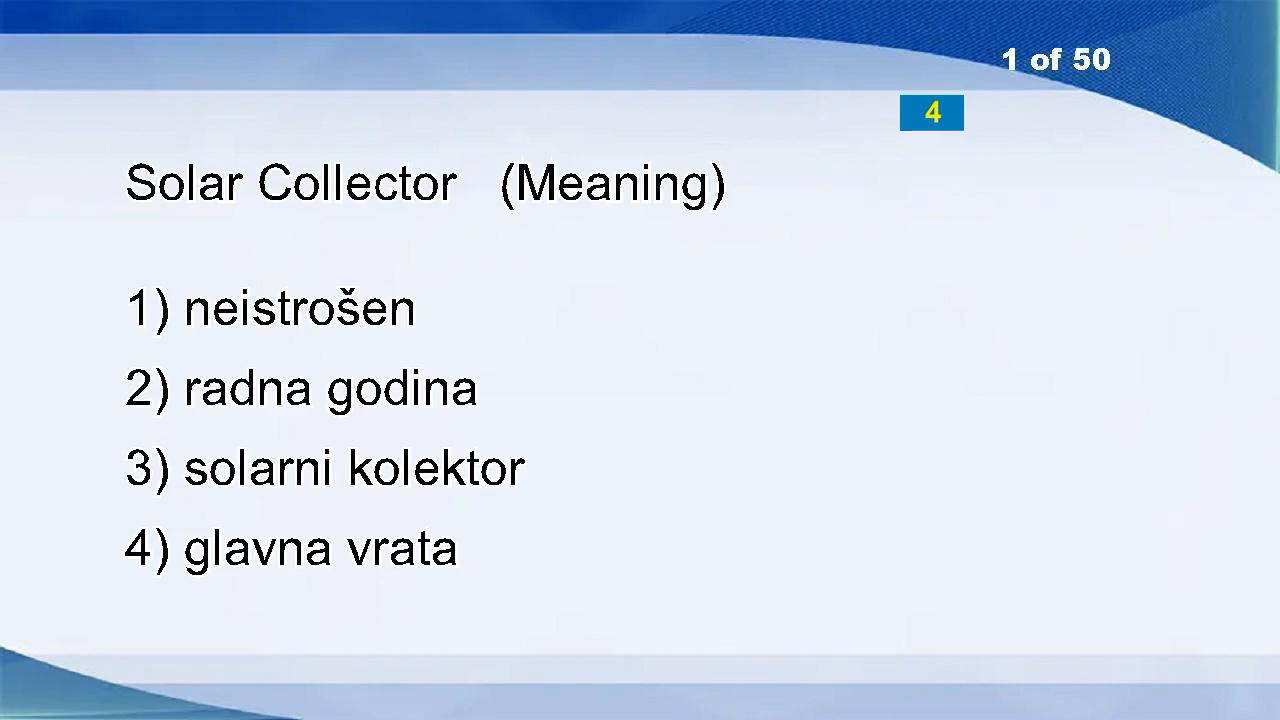 1 of 50
4
Solar Collector (Meaning)
1) neistrošen
2) radna godina
3) solarni kolektor
4) glavna vrata